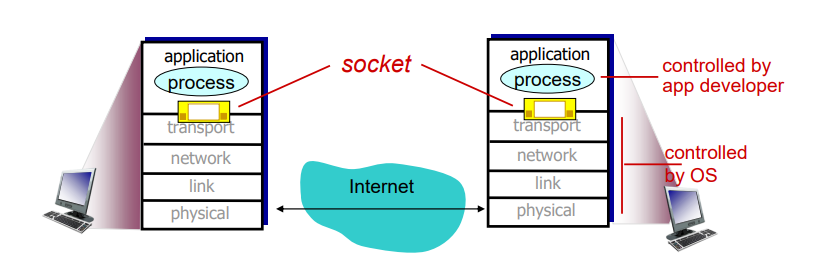 application
process
transport
network
link
physical
socket
Internet
application
process
transport
network
link
physical
controlled by
app developer
controlled
by OS